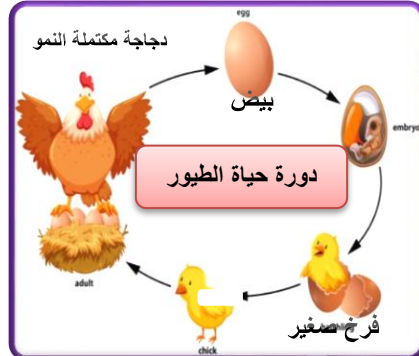 egg
دجاجة مكتملة النمو
بيض
embryo
دورة حياة الطيور
adult
فرخ صغير
chick